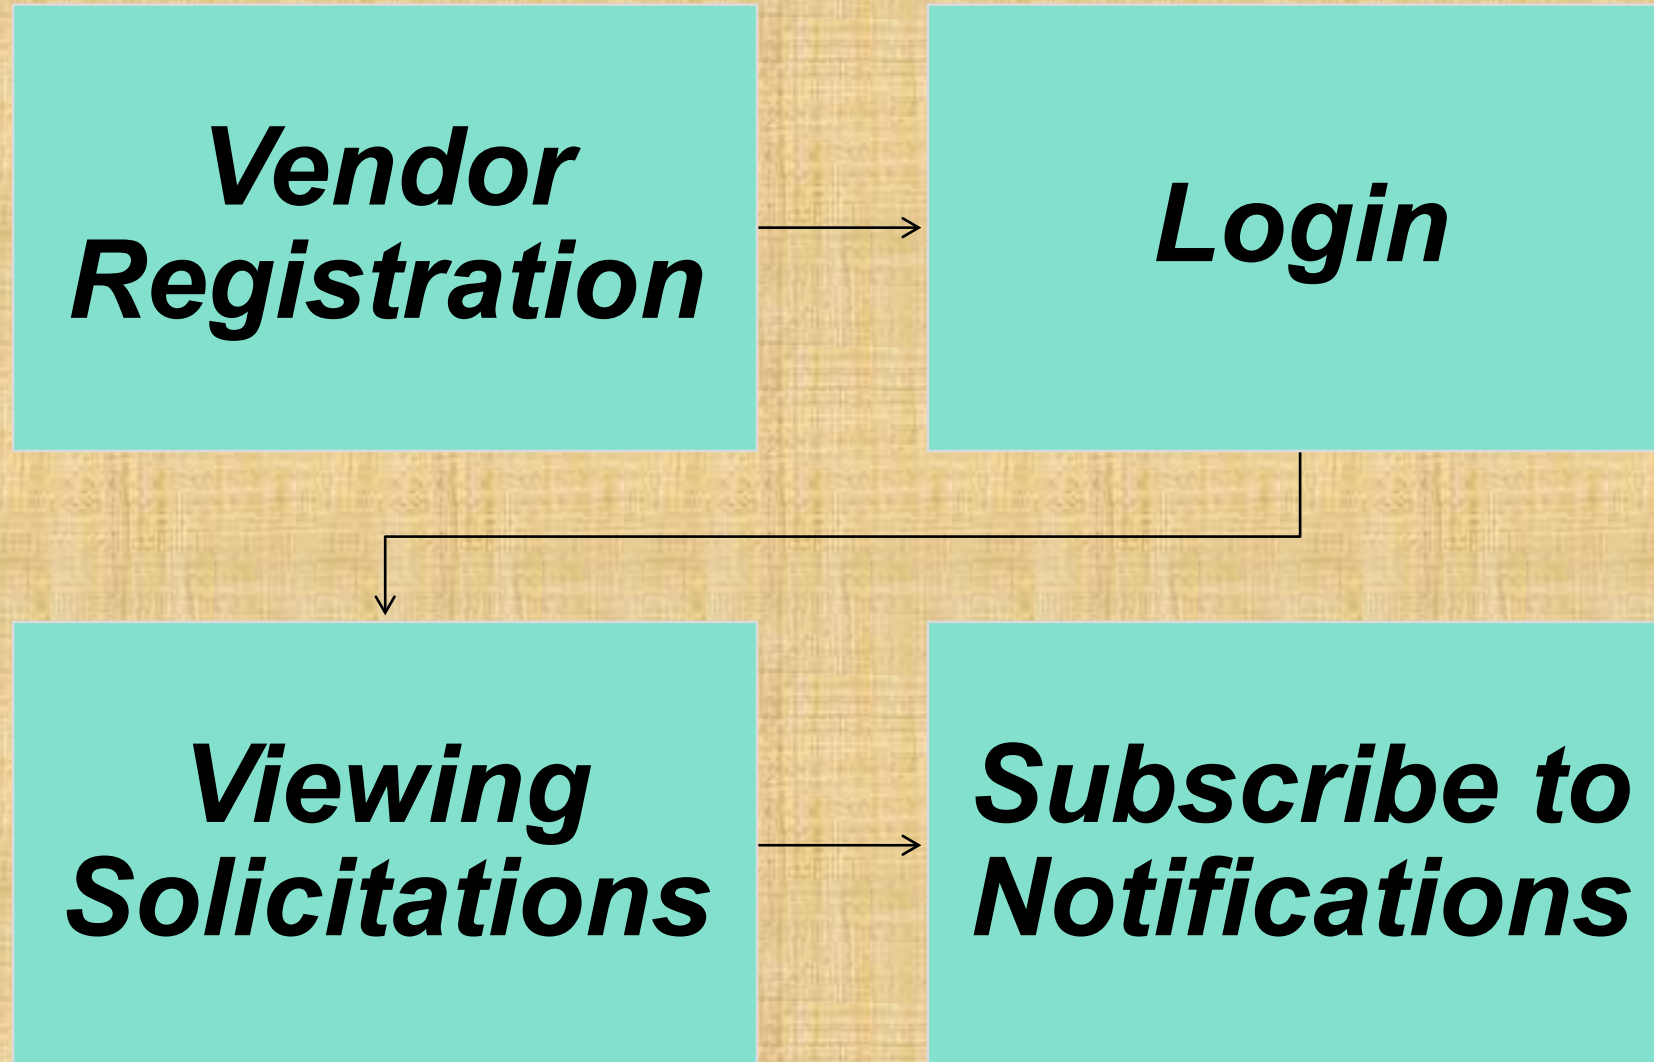 Vendor
Registration
Login
Viewing
Solicitations
Subscribe to
Notifications